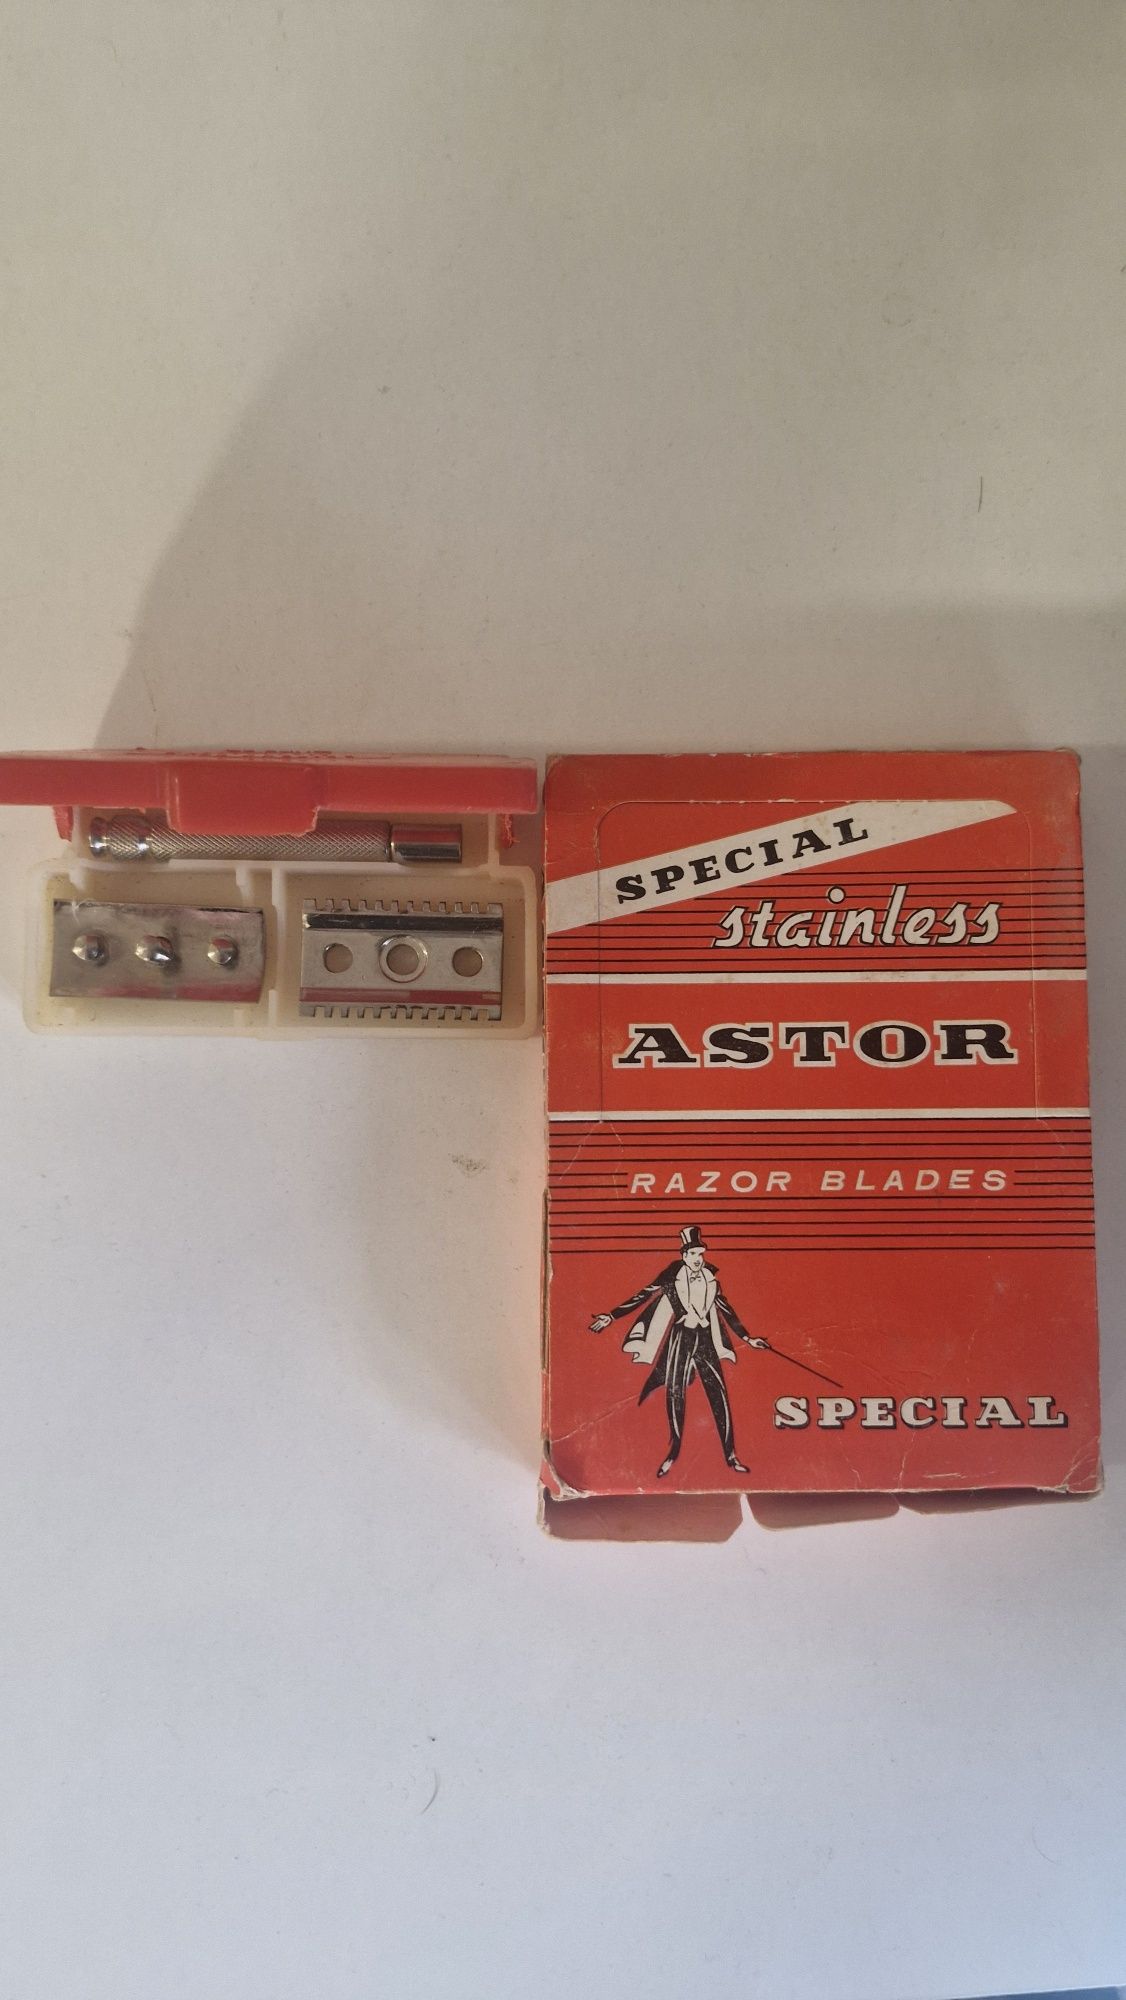 SPECIAL
stainless
ASTOR
RAZOR BLADES
SPECIAL